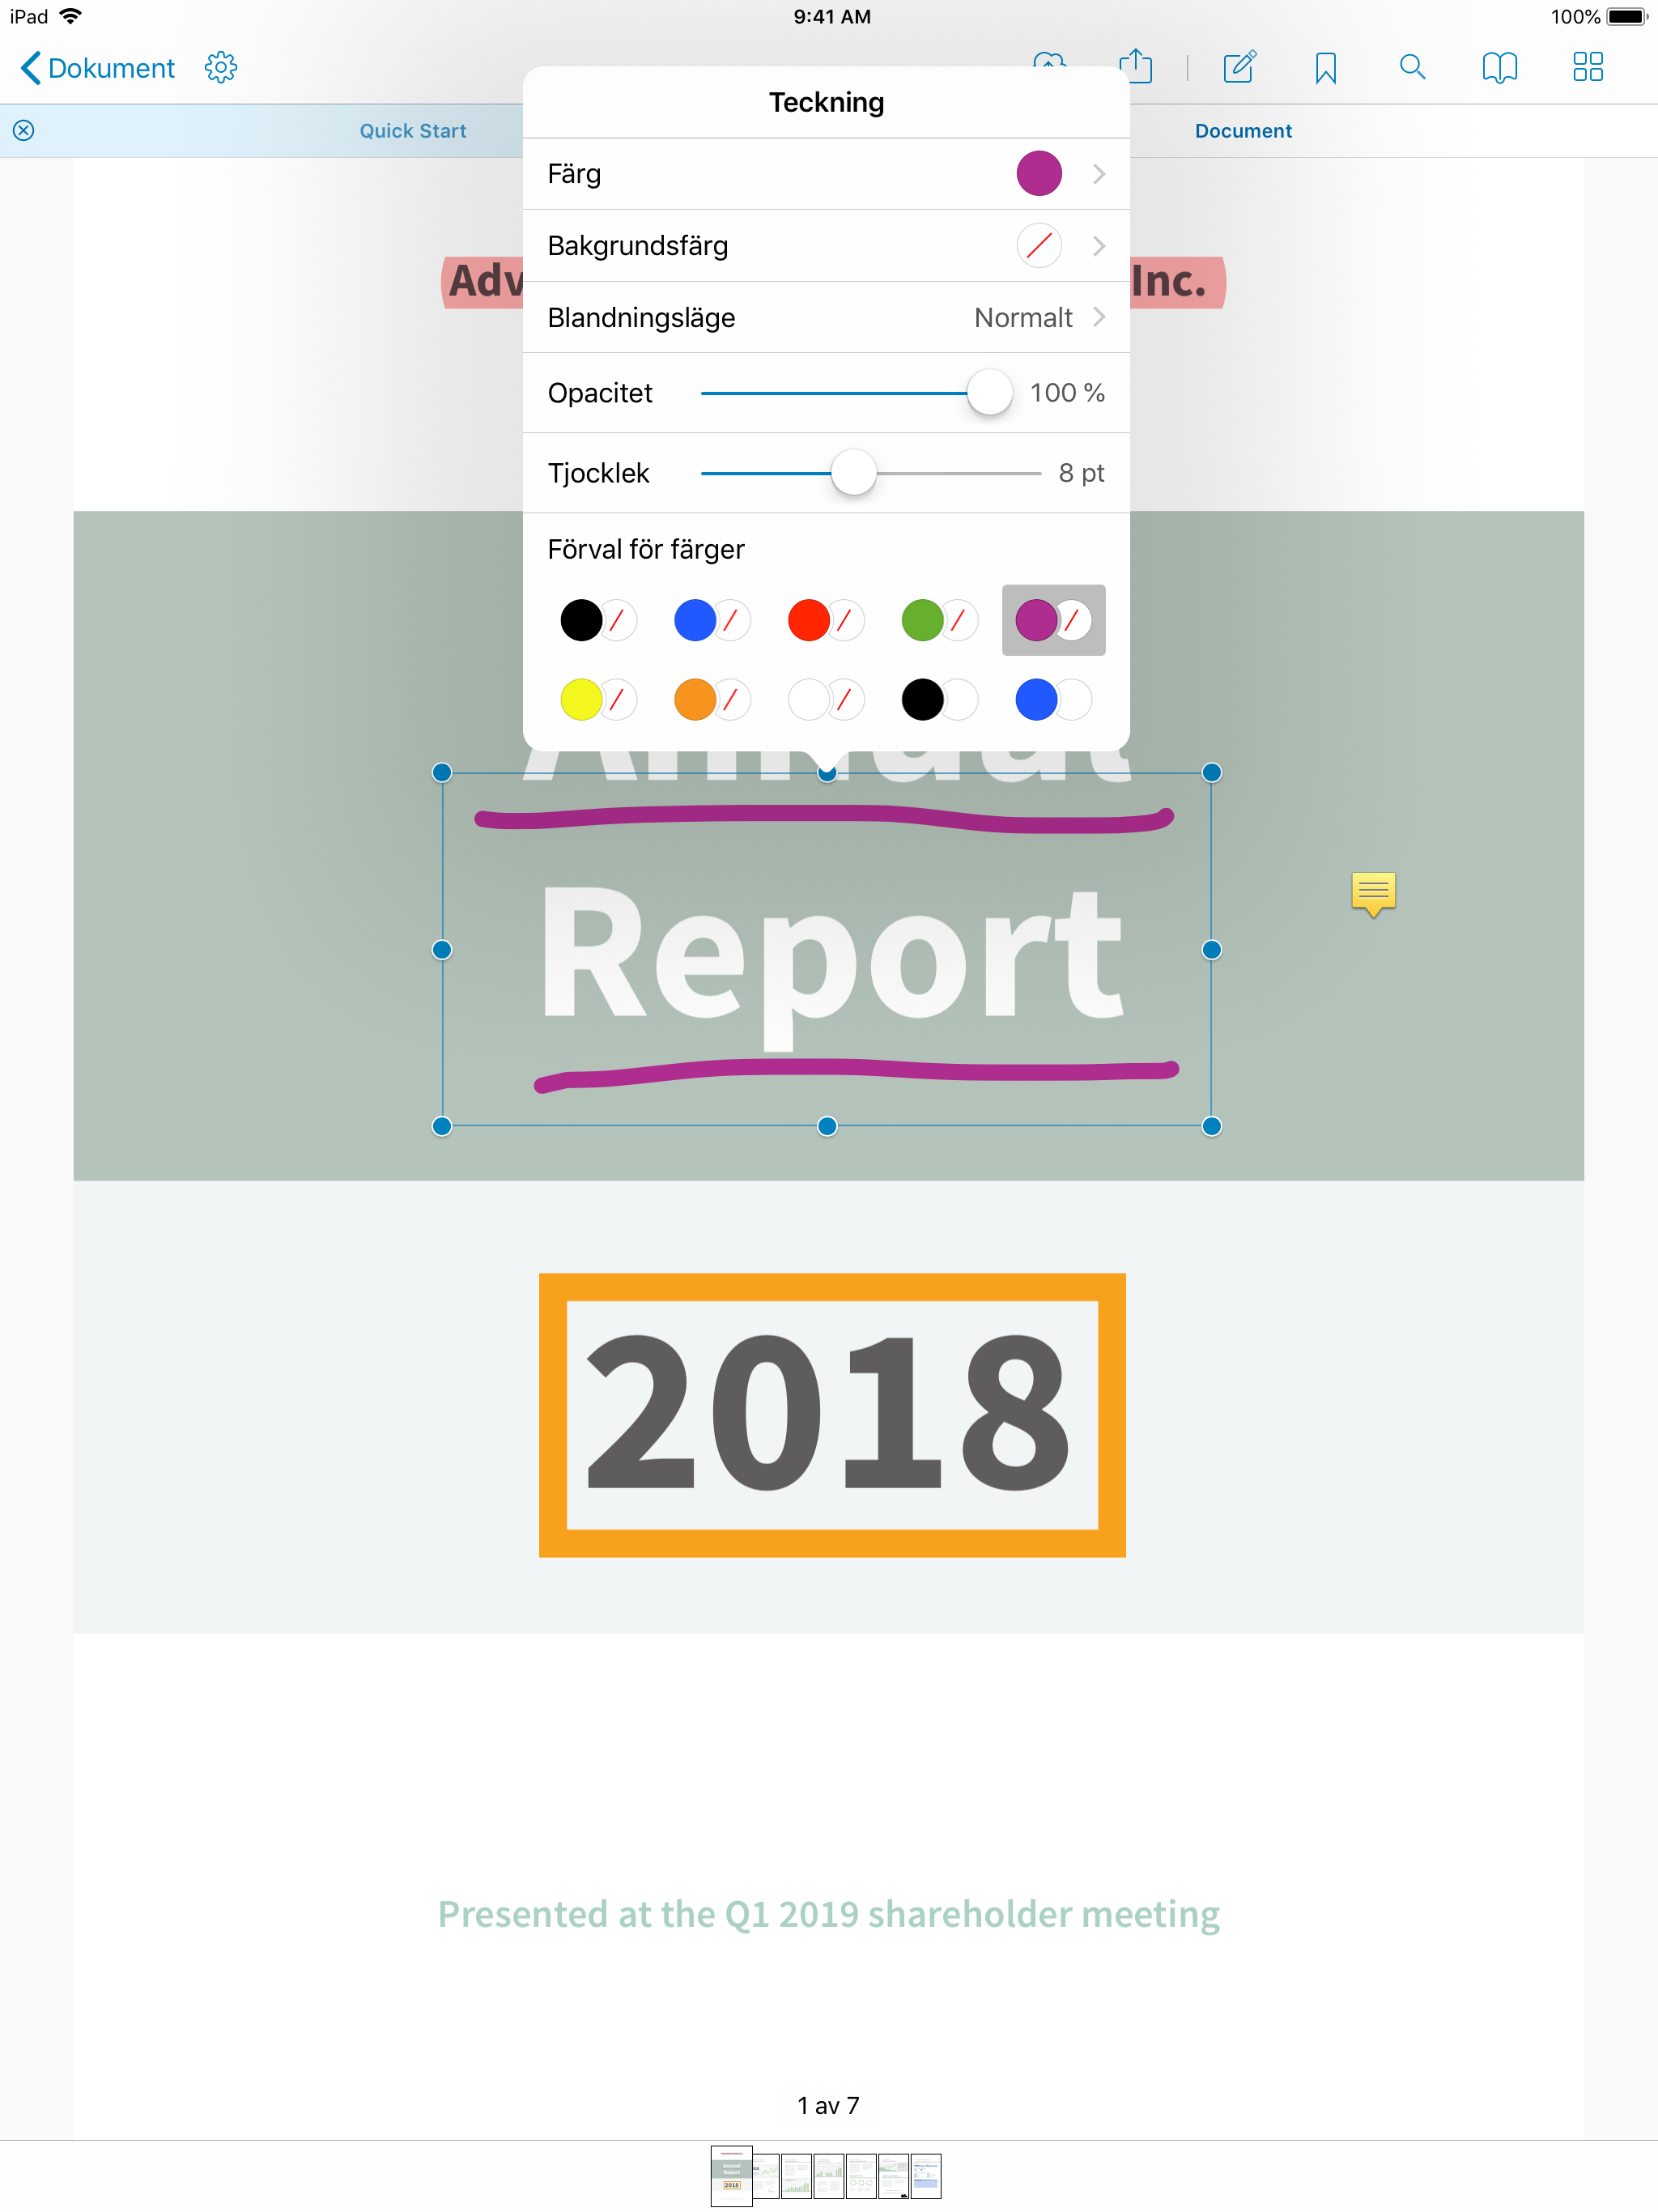 iPad 9:41 AM 100%
Dokument
Quick Start Document
Teckning
Färg
Bakgrundsfärg
Blandningsläge Normalt
Opacitet 100 %
Tjocklek 8 pt
Förval för färger
Inc.
Annual
Report
2018
Presented at the Q1 2019 shareholder meeting
1 av 7